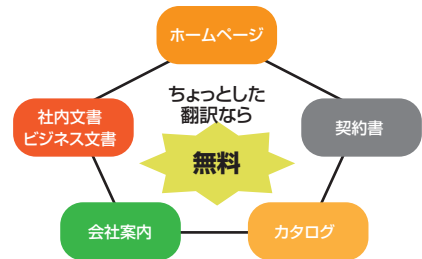 ホームページ
ちょっとした
翻訳なら
無料
社内文書
ビジネス文書
契約書
会社案内
カタログ